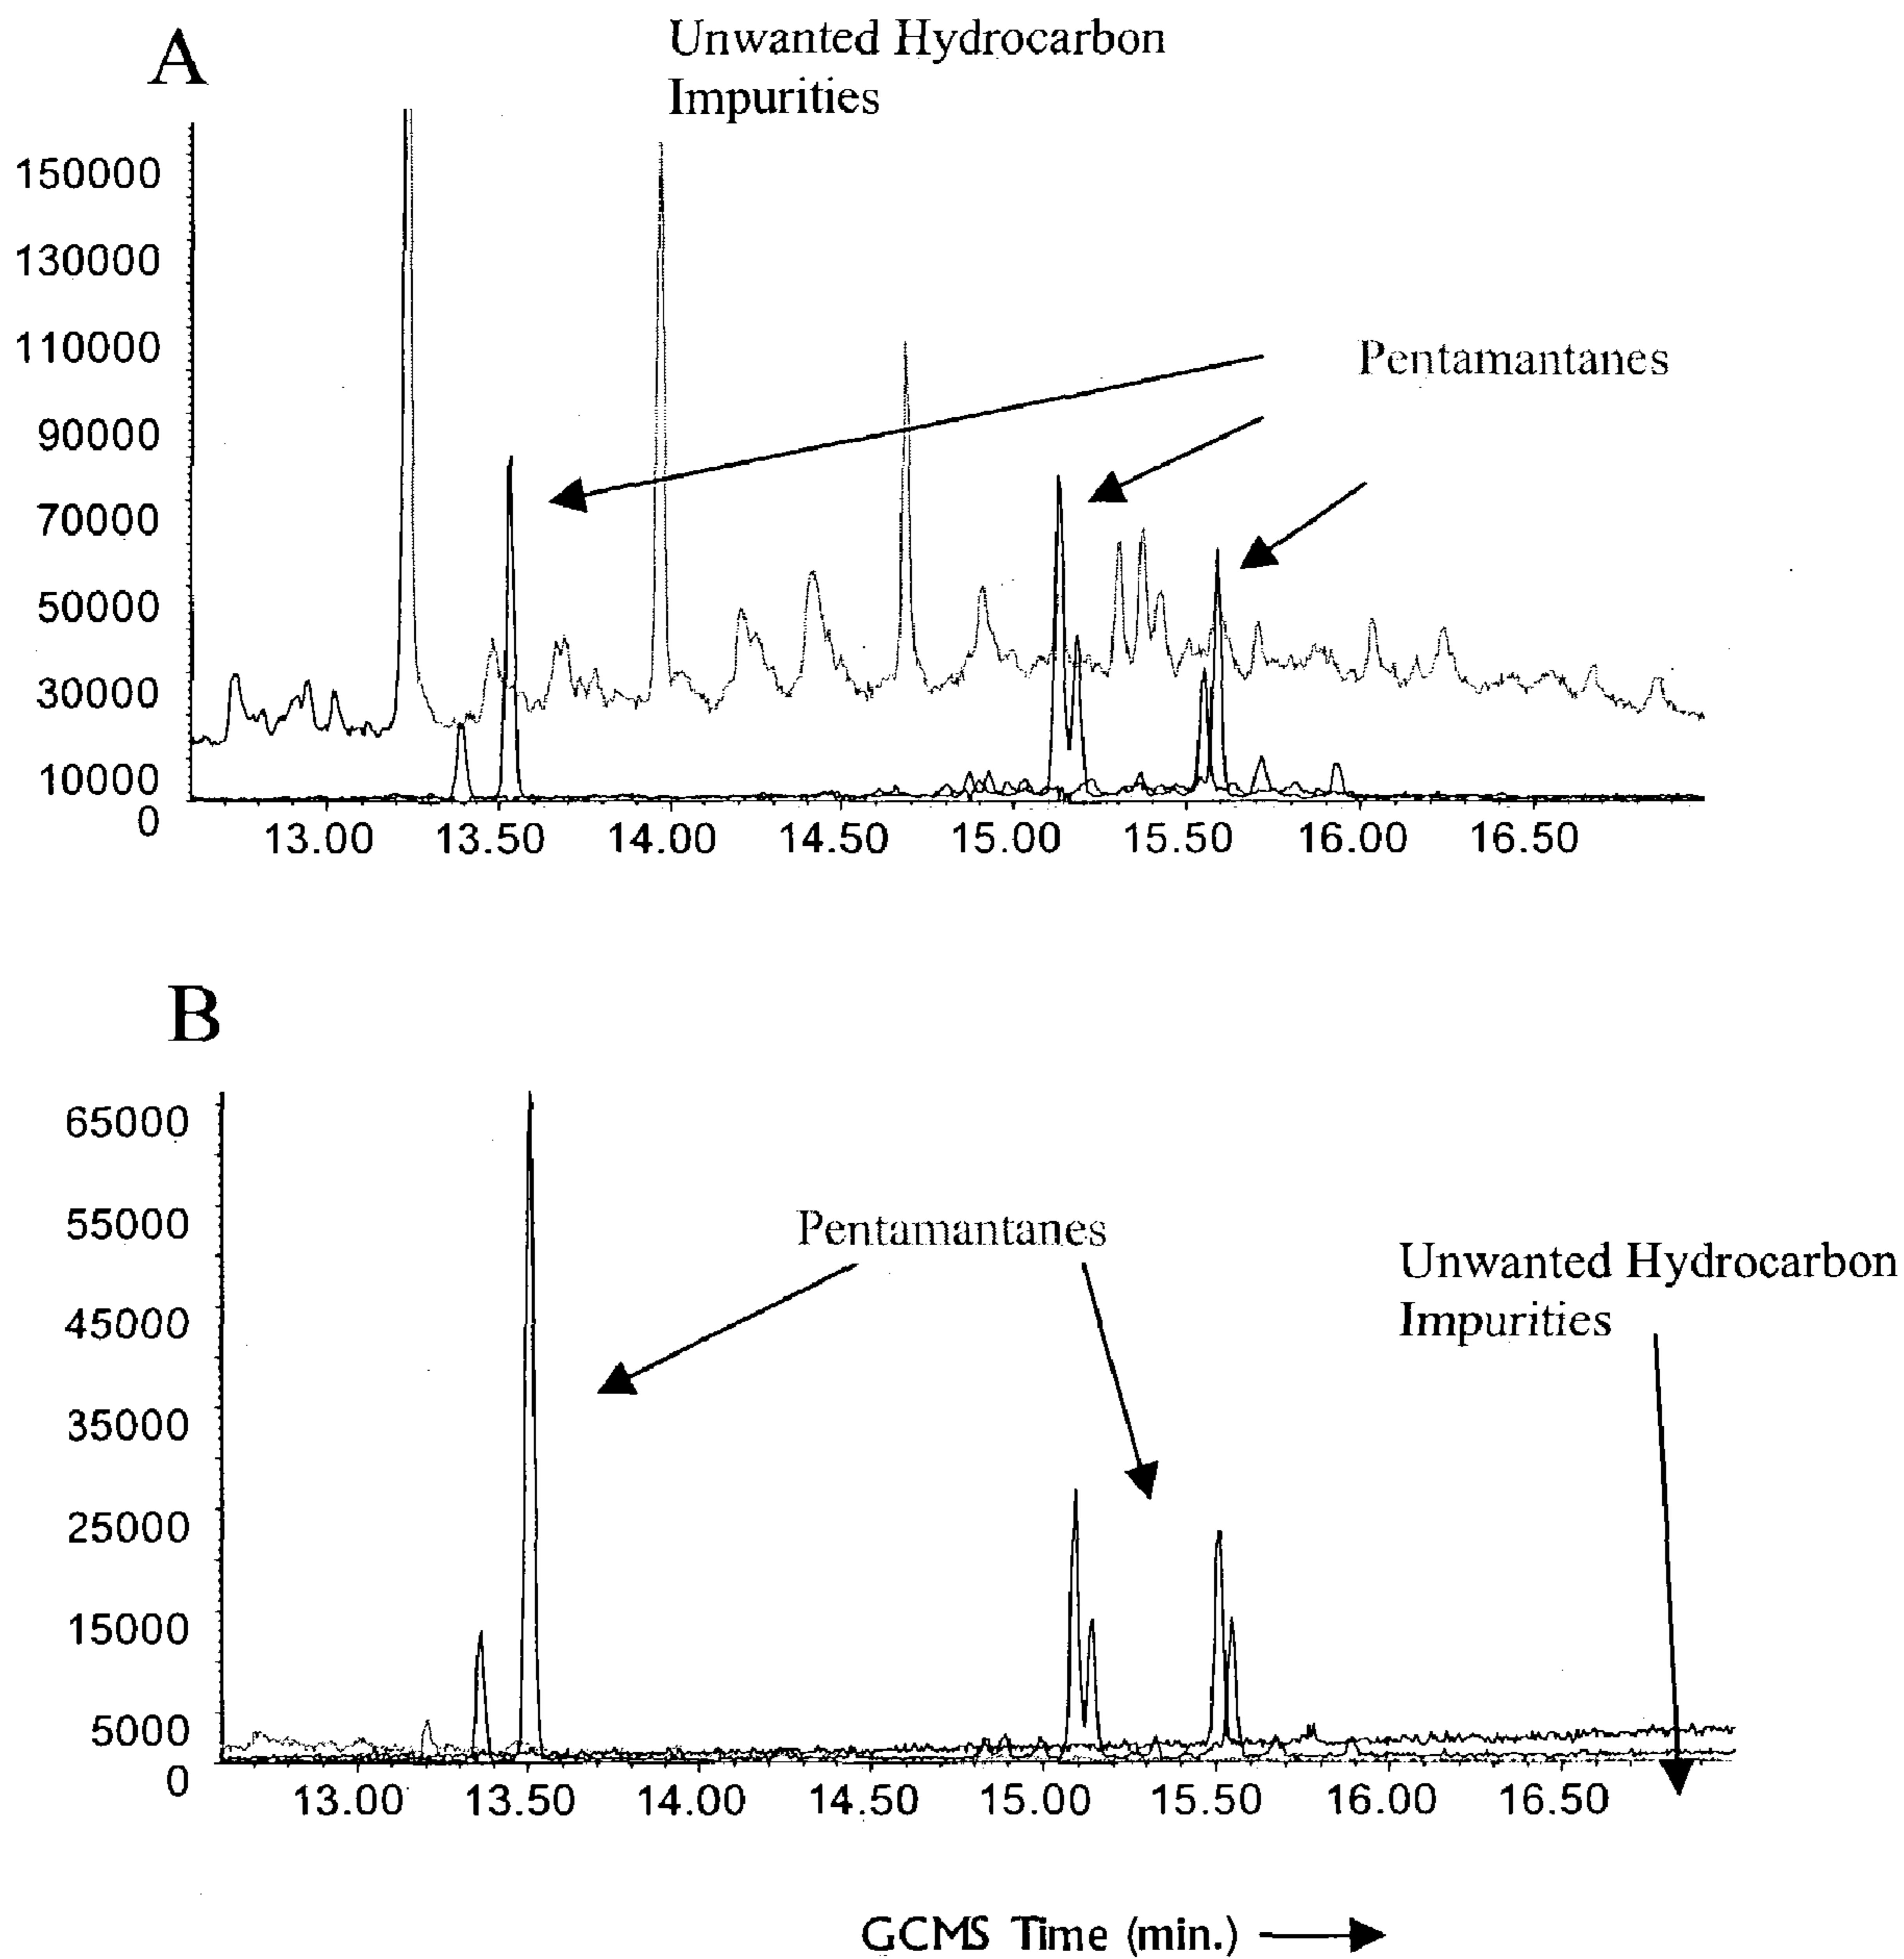 A
Unwanted Hydrocarbon
Impurities
150000
130000
110000
90000
70000
50000
30000
10000
0
Pentamantanes
13.00 13.50 14.00 14.50 15.00 15.50 16.00 16.50
B
65000
55000
45000
35000
25000
15000
5000
0
Pentamantanes
Unwanted Hydrocarbon
Impurities
13.00 13.50 14.00 14.50 15.00 15.50 16.00 16.50
GCMS Time (min.)